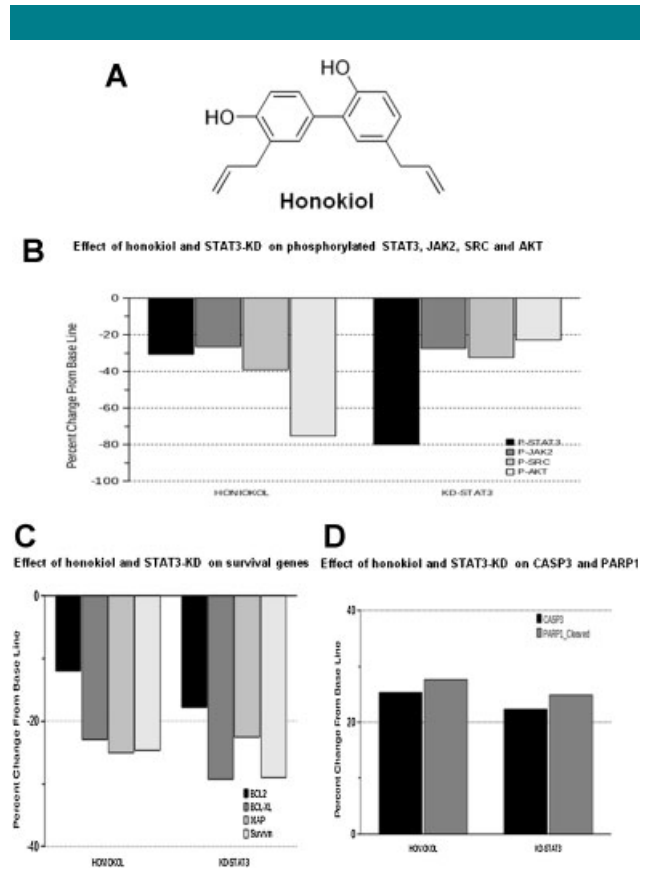 A
HO
HO
Honokiol
B
Effect of honokiol and STAT3-KD on phosphorylated STAT3, JAK2, SRC and AKT
Percent Change From Base Line
0
-20
-40
-60
-80
-100
P-STAT3
P-JAK2
P-SRC
P-AKT
HONIOKOL
KD-STAT3
C
Effect of honokiol and STAT3-KD on survival genes
Percent Change From Base Line
0
-20
-40
BCL2
BCL-XL
XIAP
HONIOKOL
KD-STAT3
D
Effect of honokiol and STAT3-KD on CASP3 and PARP1
Percent Change From Base Line
40
20
0
CASP3
PARP1_Cleaved
HONIOKOL
KD-STAT3